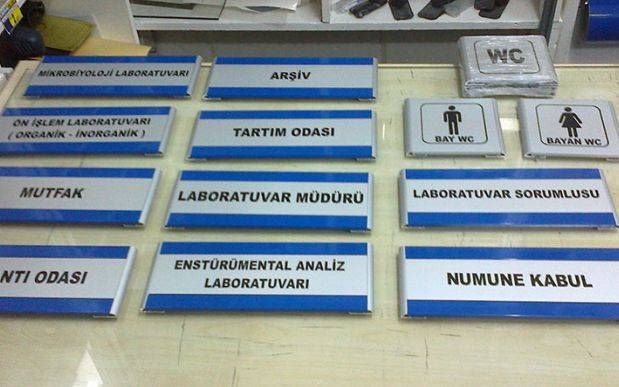 MİKROBİYOLOJİ LABORATUVARI
ARŞİV
WC
ÖN İŞLEM LABORATUVARI
( ORGANİK - İNORGANİK )
TARTIM ODASI
BAY WC
BAYAN WC
MUTFAK
LABORATUVAR MÜDÜRÜ
LABORATUVAR SORUMLUSU
NTI ODASI
ENSTÜRÜMENTAL ANALİZ
LABORATUVARI
NUMUNE KABUL